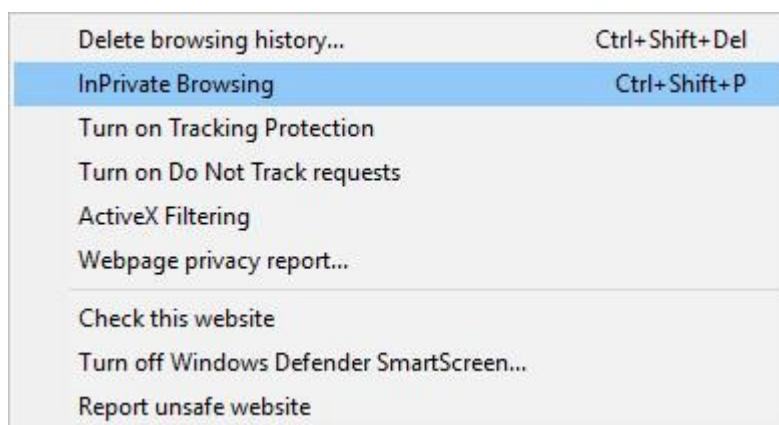 Delete browsing history... Ctrl+Shift+Del
InPrivate Browsing Ctrl+Shift+P
Turn on Tracking Protection
Turn on Do Not Track requests
ActiveX Filtering
Webpage privacy report...
Check this website
Turn off Windows Defender SmartScreen...
Report unsafe website